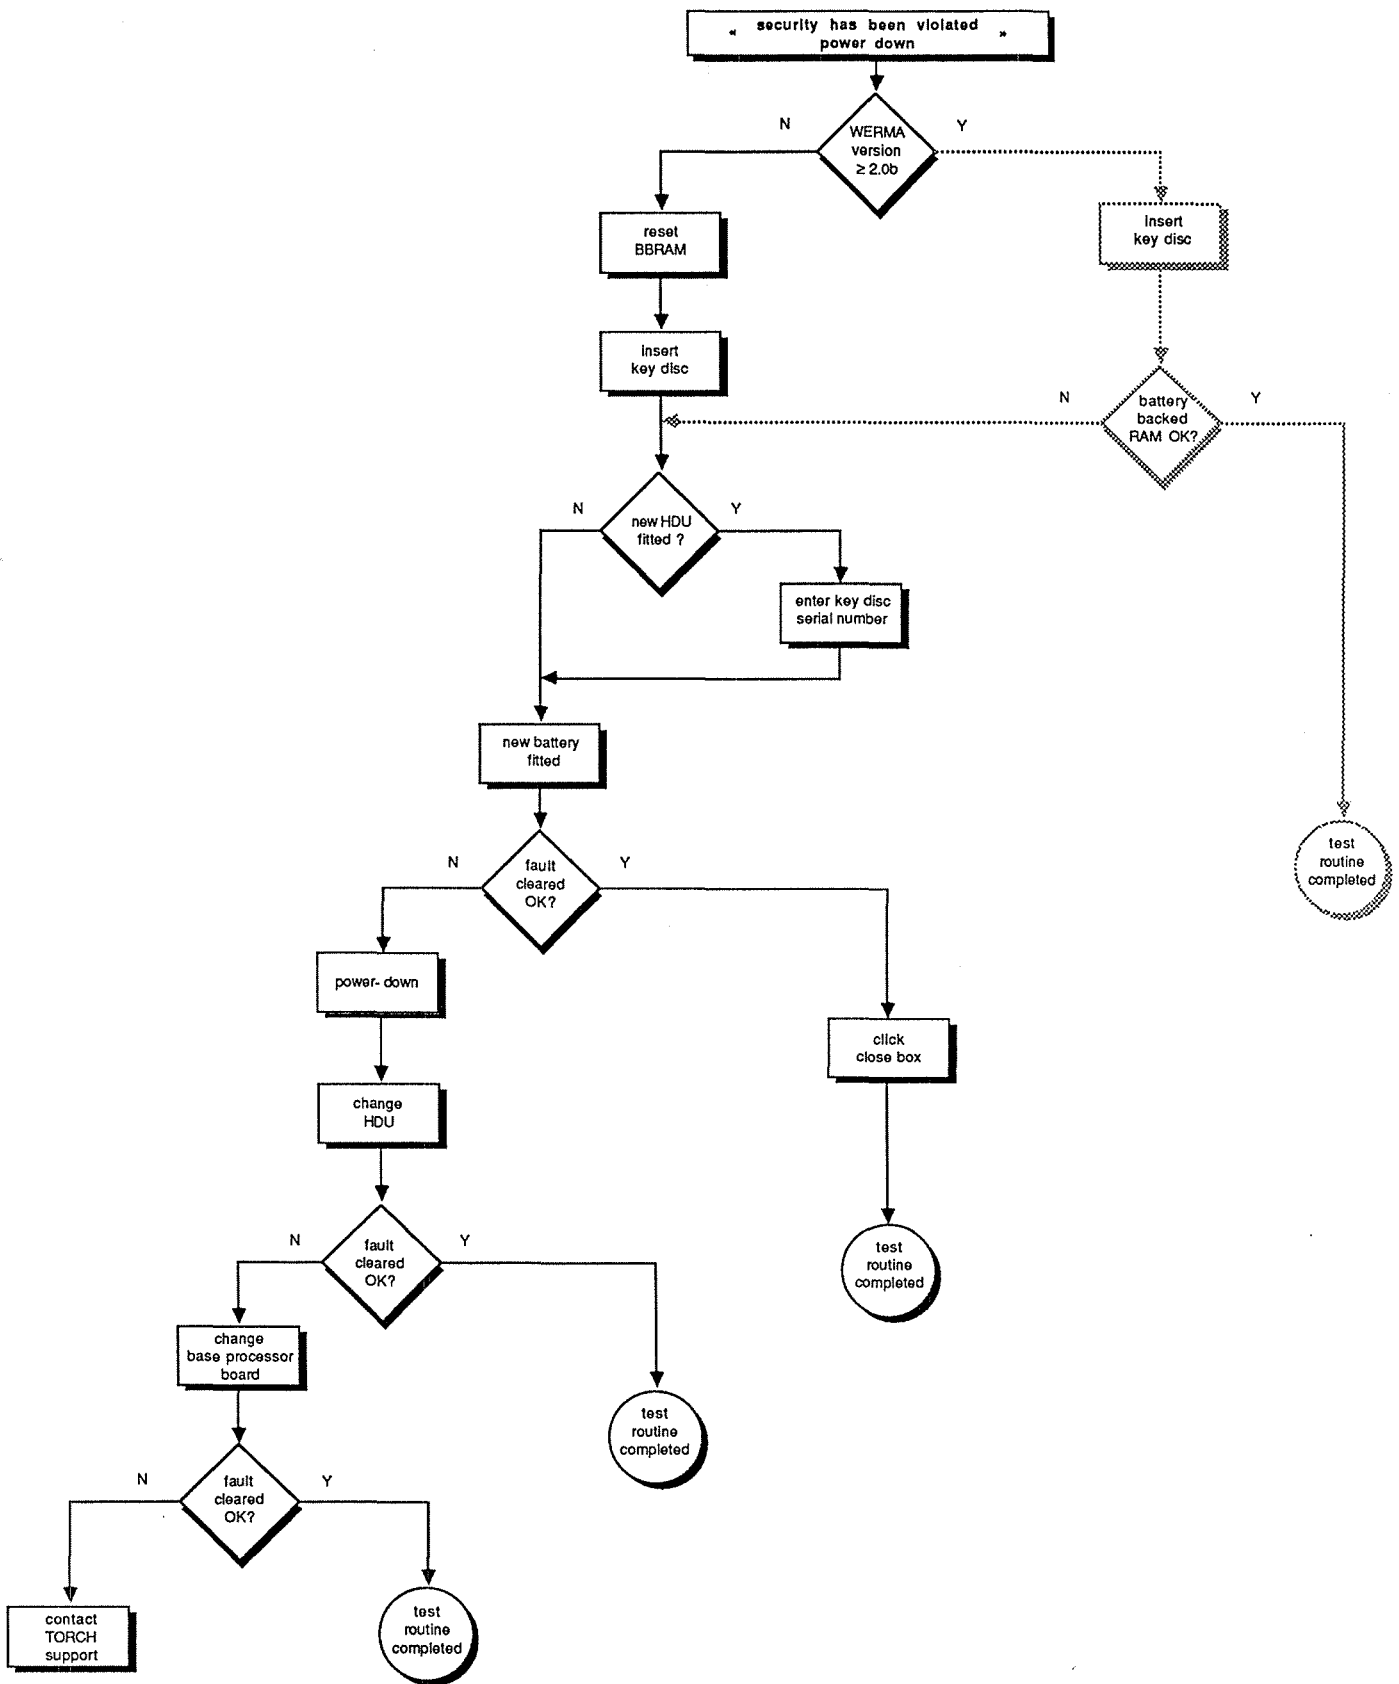 « security has been violated »
power down
N
Y
WERMA
version
≥ 2.0b
reset
BBRAM
insert
key disc
insert
key disc
N
battery
backed
RAM OK?
Y
N
new HDU
fitted ?
Y
enter key disc
serial number
new battery
fitted
N
fault
cleared
OK?
Y
test
routine
completed
power- down
click
close box
change
HDU
N
fault
cleared
OK?
Y
test
routine
completed
change
base processor
board
test
routine
completed
N
fault
cleared
OK?
Y
contact
TORCH
support
test
routine
completed